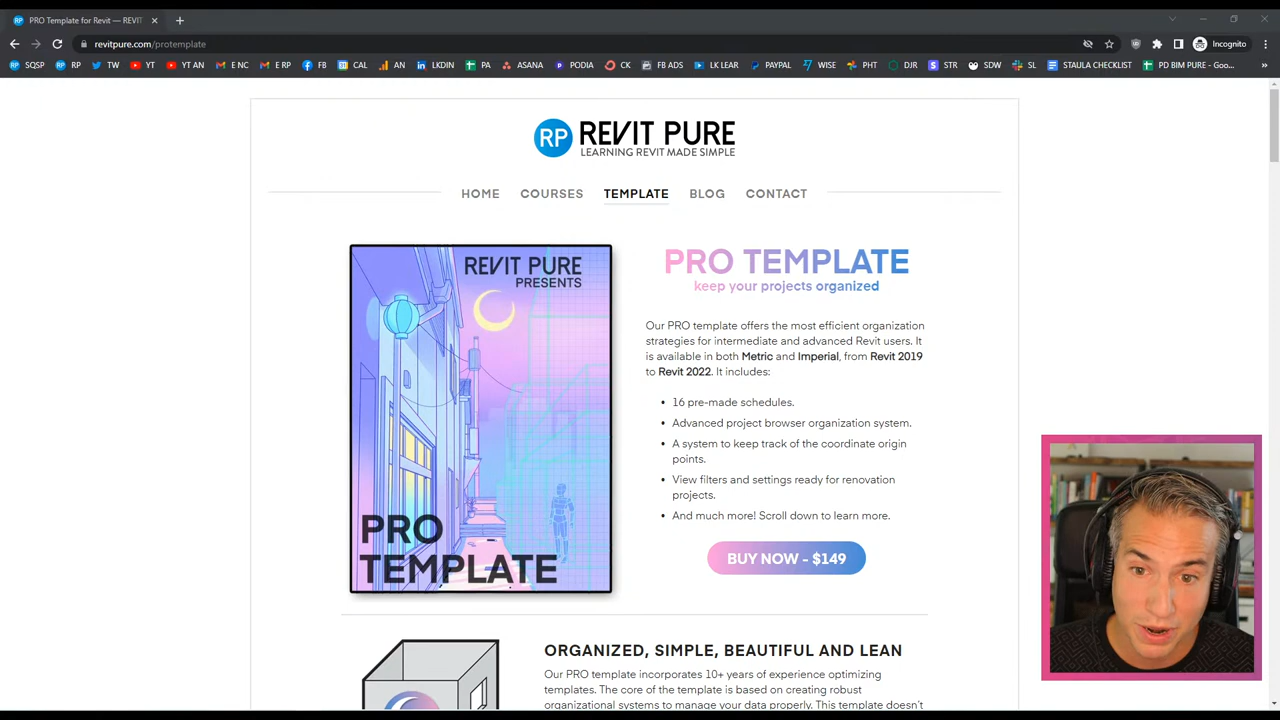 PRO Template for Revit — REVIT
revitpure.com/protemplate
Incognito
SQSP
RP
TW
YT
YT AN
E NC
E RP
FB
CAL
AN
LKDIN
PA
ASANA
PODIA
CK
FB ADS
LK LEAR
PAYPAL
WISE
PHT
DJR
STR
SDW
SL
STAULA CHECKLIST
PD BIM PURE - Goo...
RP REVIT PURE
LEARNING REVIT MADE SIMPLE
HOME
COURSES
TEMPLATE
BLOG
CONTACT
REVIT PURE
PRESENTS
PRO
TEMPLATE
PRO TEMPLATE
keep your projects organized
Our PRO template offers the most efficient organization
strategies for intermediate and advanced Revit users. It
is available in both Metric and Imperial, from Revit 2019
to Revit 2022. It includes:
• 16 pre-made schedules.
• Advanced project browser organization system.
• A system to keep track of the coordinate origin
points.
• View filters and settings ready for renovation
projects.
• And much more! Scroll down to learn more.
BUY NOW - $149
ORGANIZED, SIMPLE, BEAUTIFUL AND LEAN
Our PRO template incorporates 10+ years of experience optimizing
templates. The core of the template is based on creating robust
organizational systems to manage your data properly. This template doesn't